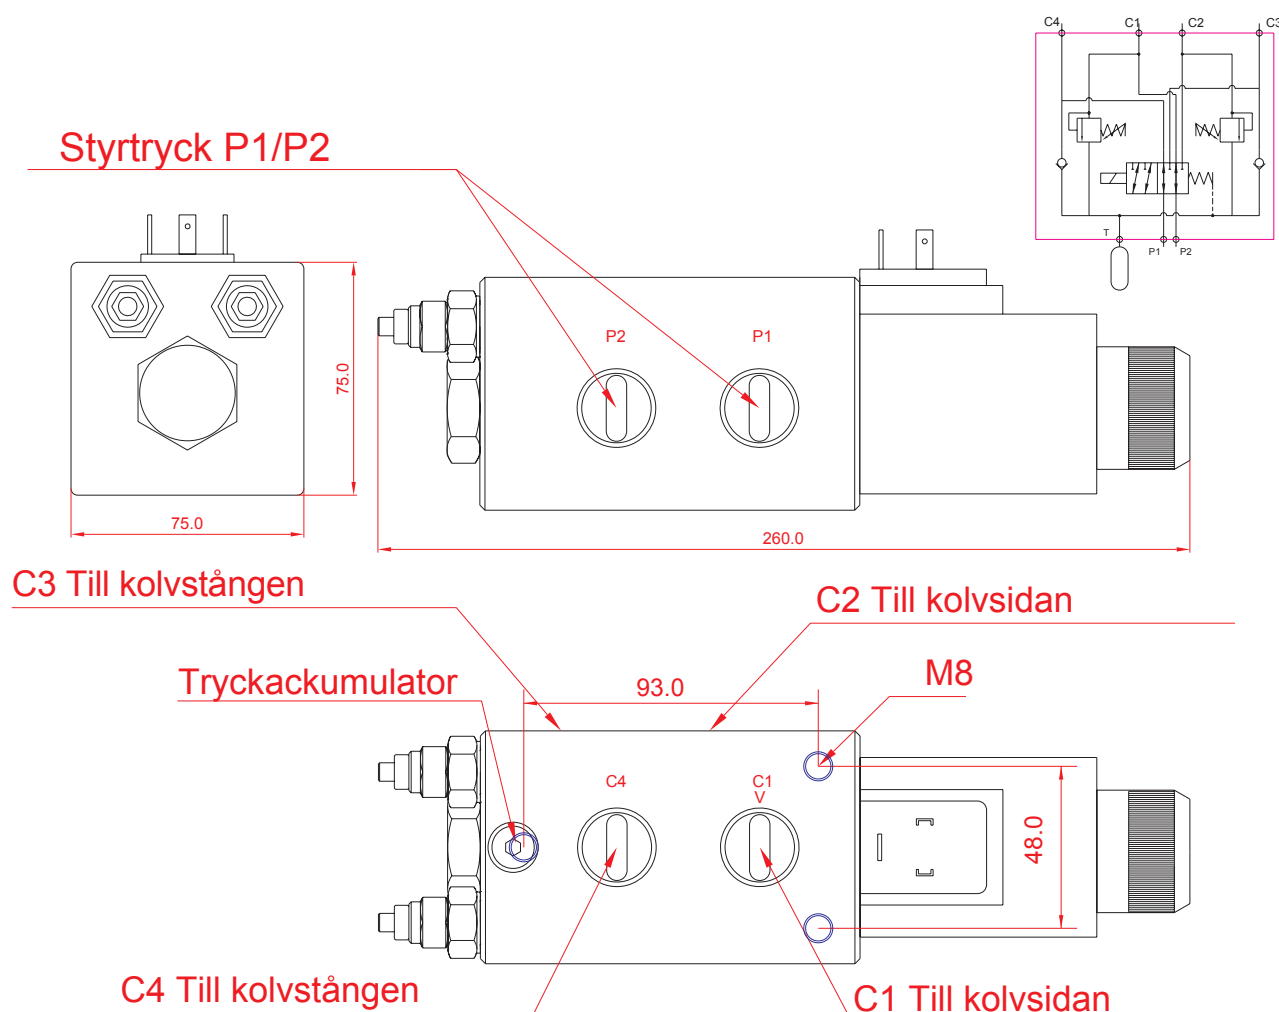 C4 C1 C2 C3
Styrtryck P1/P2
T
P1 P2
P2 P1
75.0
75.0
260.0
C3 Till kolvstången
C2 Till kolvsidan
Tryckackumulator
93.0
M8
C4 C1
V
48.0
C4 Till kolvstången
C1 Till kolvsidan